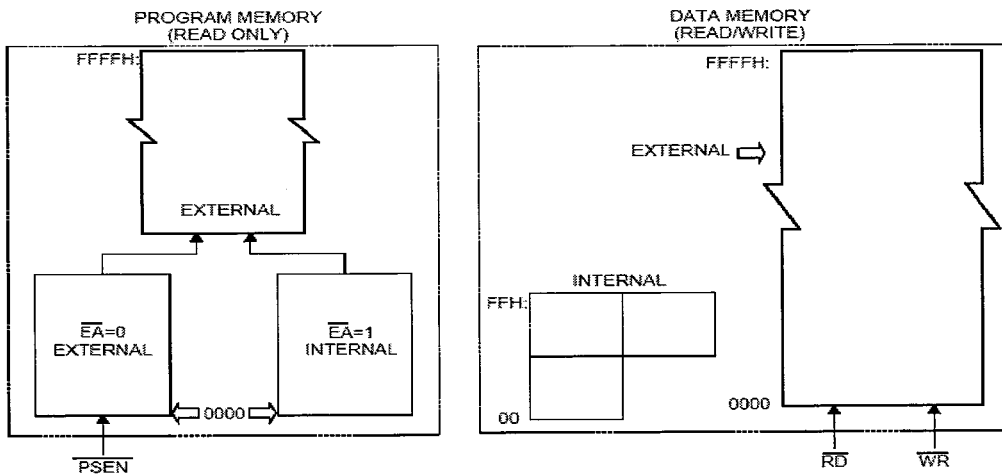 PROGRAM MEMORY
(READ ONLY)
FFFFH:
EXTERNAL
EA=0
EXTERNAL
EA=1
INTERNAL
0000
PSEN
DATA MEMORY
(READ/WRITE)
FFFFH:
EXTERNAL
INTERNAL
FFH:
00
0000
RD
WR